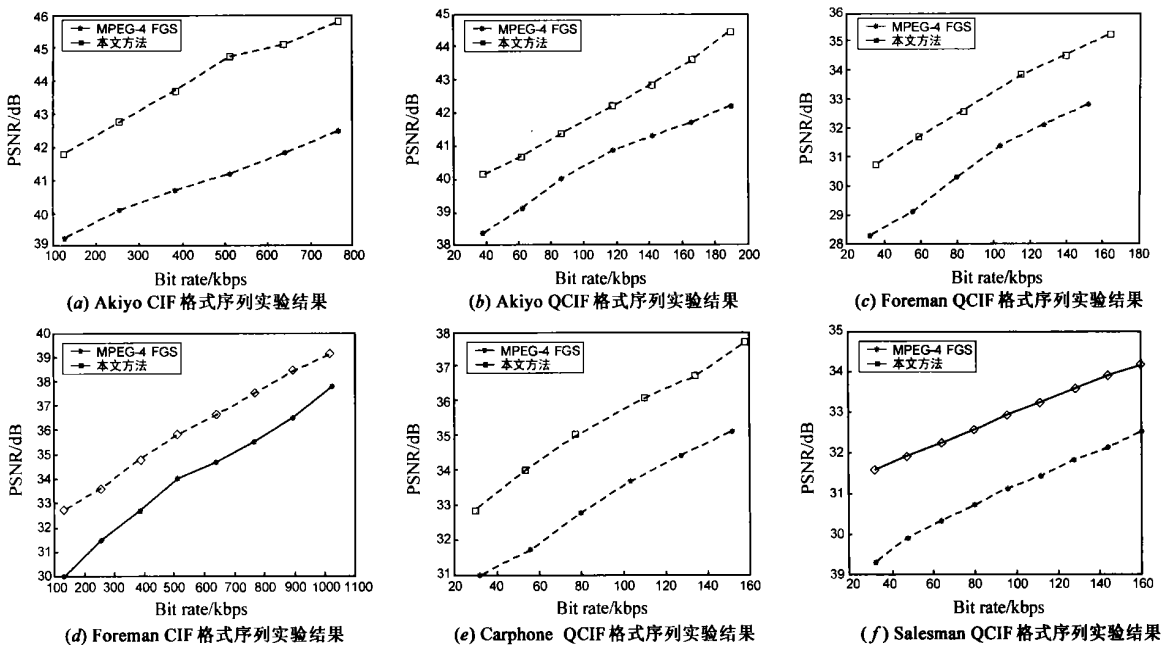 46
45
44
43
42
41
40
39
PSNR/dB
MPEG-4 FGS
本文方法
100 200 300 400 500 600 700 800
Bit rate/kbps
(a) Akiyo CIF 格式序列实验结果
45
44
43
42
41
40
39
38
PSNR/dB
MPEG-4 FGS
本文方法
20 40 60 80 100 120 140 160 180 200
Bit rate/kbps
(b) Akiyo QCIF 格式序列实验结果
36
35
34
33
32
31
30
29
28
PSNR/dB
MPEG-4 FGS
本文方法
20 40 60 80 100 120 140 160 180
Bit rate/kbps
(c) Foreman QCIF 格式序列实验结果
40
39
38
37
36
35
34
33
32
31
30
PSNR/dB
MPEG-4 FGS
本文方法
100 200 300 400 500 600 700 800 900 1000 1100
Bit rate/kbps
(d) Foreman CIF 格式序列实验结果
38
37
36
35
34
33
32
31
PSNR/dB
MPEG-4 FGS
本文方法
20 40 60 80 100 120 140 160
Bit rate/kbps
(e) Carphone QCIF 格式序列实验结果
35
34
33
32
31
30
39
PSNR/dB
MPEG-4 FGS
本文方法
20 40 60 80 100 120 140 160
Bit rate/kbps
(f) Salesman QCIF 格式序列实验结果